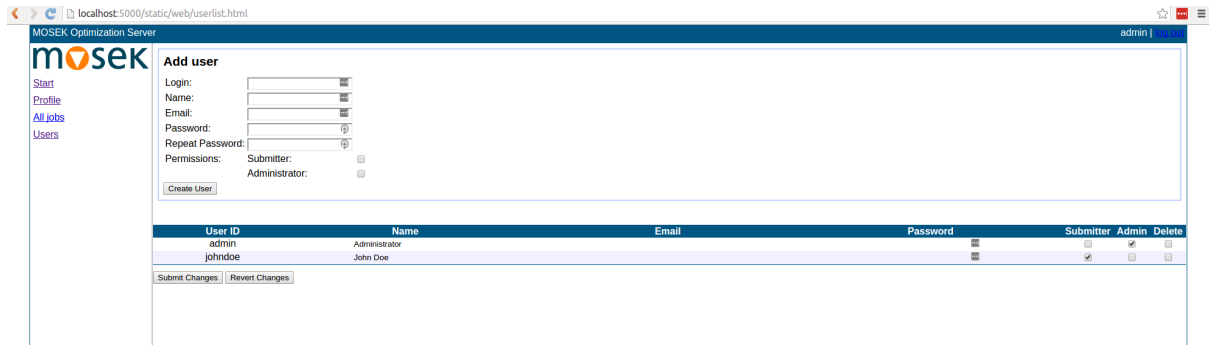 localhost:5000/static/web/userlist.html
MOSEK Optimization Server
admin | log out
mosek
Start
Profile
All jobs
Users
Add user
Login:
Name:
Email:
Password:
Repeat Password:
Permissions: Submitter:
Administrator:
Create User
User ID Name Email Password Submitter Admin Delete
admin Administrator
johndoe John Doe
Submit Changes Revert Changes